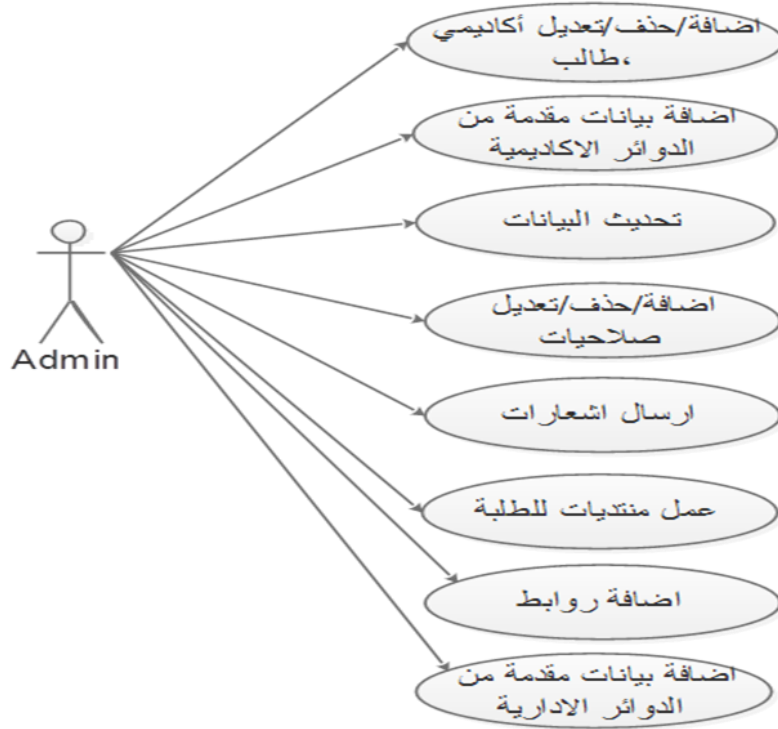 اضافة/حذف/تعديل أكاديمي
،طالب
اضافة بيانات مقدمة من
الدوائر الاكاديمية
تحديث البيانات
اضافة/حذف/تعديل
صلاحيات
ارسال اشعارات
عمل منتديات للطلبة
اضافة روابط
اضافة بيانات مقدمة من
الدوائر الادارية
Admin